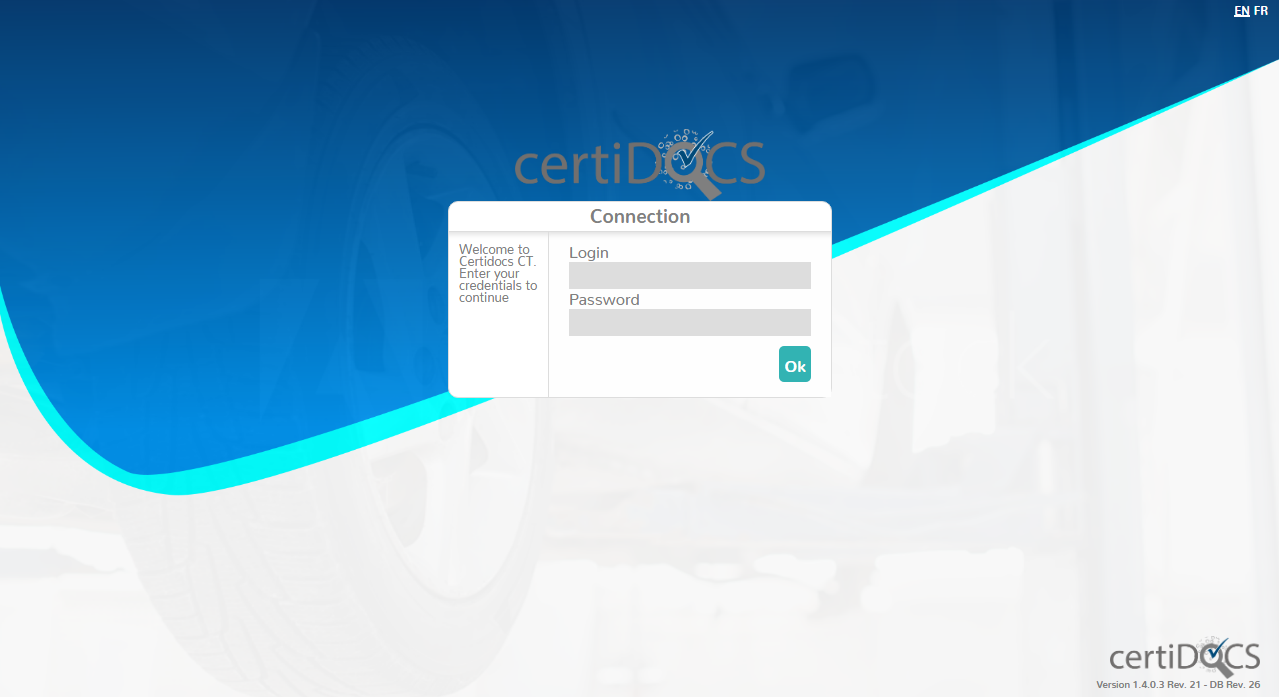 EN FR
certiDOCS
Connection
Welcome to
Certidocs CT.
Enter your
credentials to
continue
Login
Password
Ok
certiDOCS
Version 1.4.0.3 Rev. 21 - DB Rev. 26